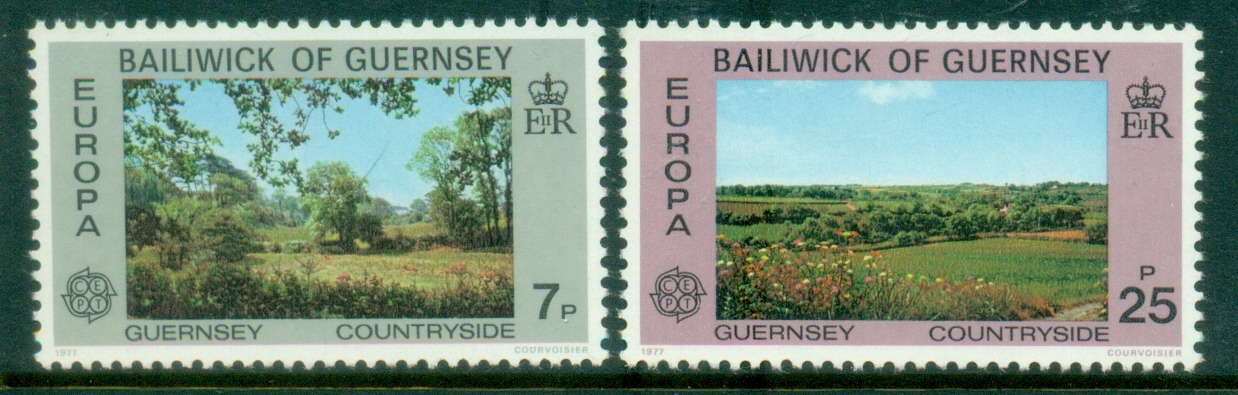 BAILIWICK OF GUERNSEY
EUROPA
EIIR
CEPT
7P
GUERNSEY COUNTRYSIDE
1977 COURVOISIER
BAILIWICK OF GUERNSEY
EUROPA
EIIR
CEPT
P
25
GUERNSEY COUNTRYSIDE
1977 COURVOISIER